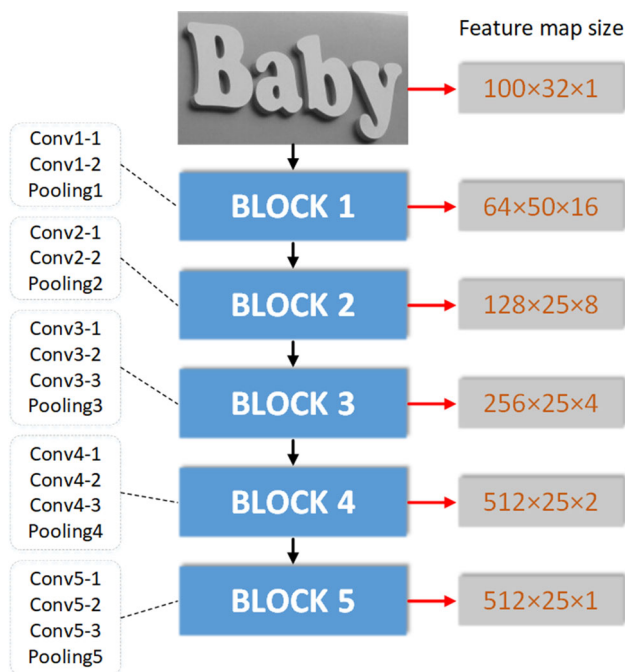 Feature map size
Baby
100×32×1
Conv1-1
Conv1-2
Pooling1
BLOCK 1
64×50×16
Conv2-1
Conv2-2
Pooling2
BLOCK 2
128×25×8
Conv3-1
Conv3-2
Conv3-3
Pooling3
BLOCK 3
256×25×4
Conv4-1
Conv4-2
Conv4-3
Pooling4
BLOCK 4
512×25×2
Conv5-1
Conv5-2
Conv5-3
Pooling5
BLOCK 5
512×25×1